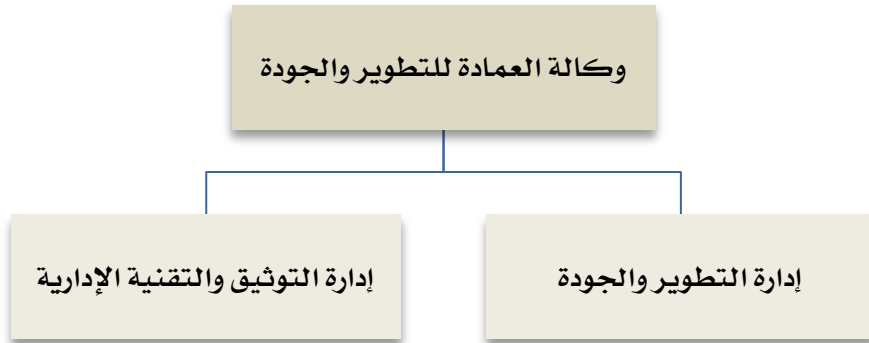 وكالة العمادة للتطوير والجودة
إدارة التطوير والجودة
إدارة التوثيق والتقنية الإدارية